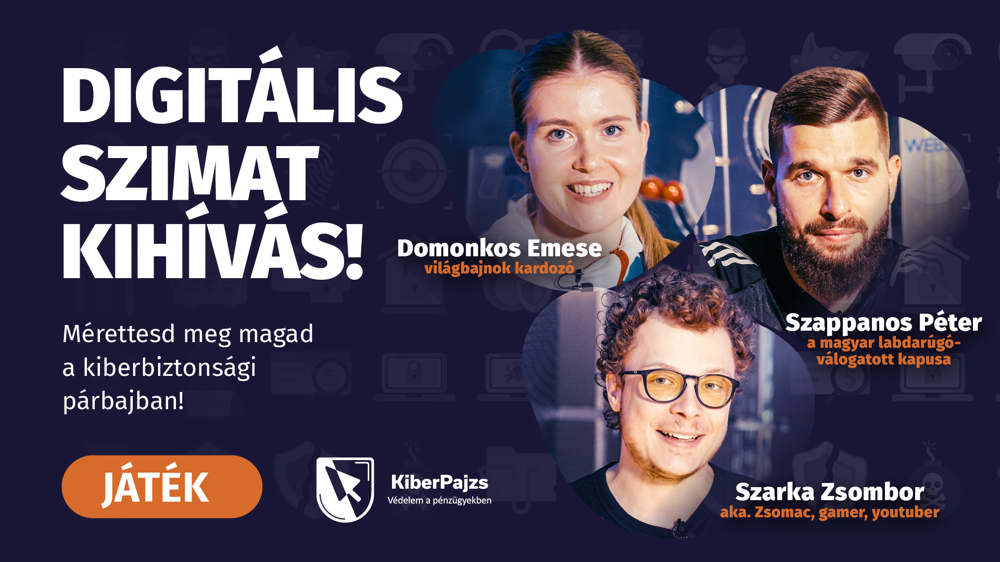 DIGITÁLIS
SZIMAT
KIHÍVÁS!
Mérettesd meg magad
a kiberbiztonsági
párbajban!
JÁTÉK
KiberPajzs
Védelem a pénzügyekben
Domonkos Emese
világbajnok kardozó
Szappanos Péter
a magyar labdarúgó-
válogatott kapusa
Szarka Zsombor
aka. Zsomac, gamer, youtuber